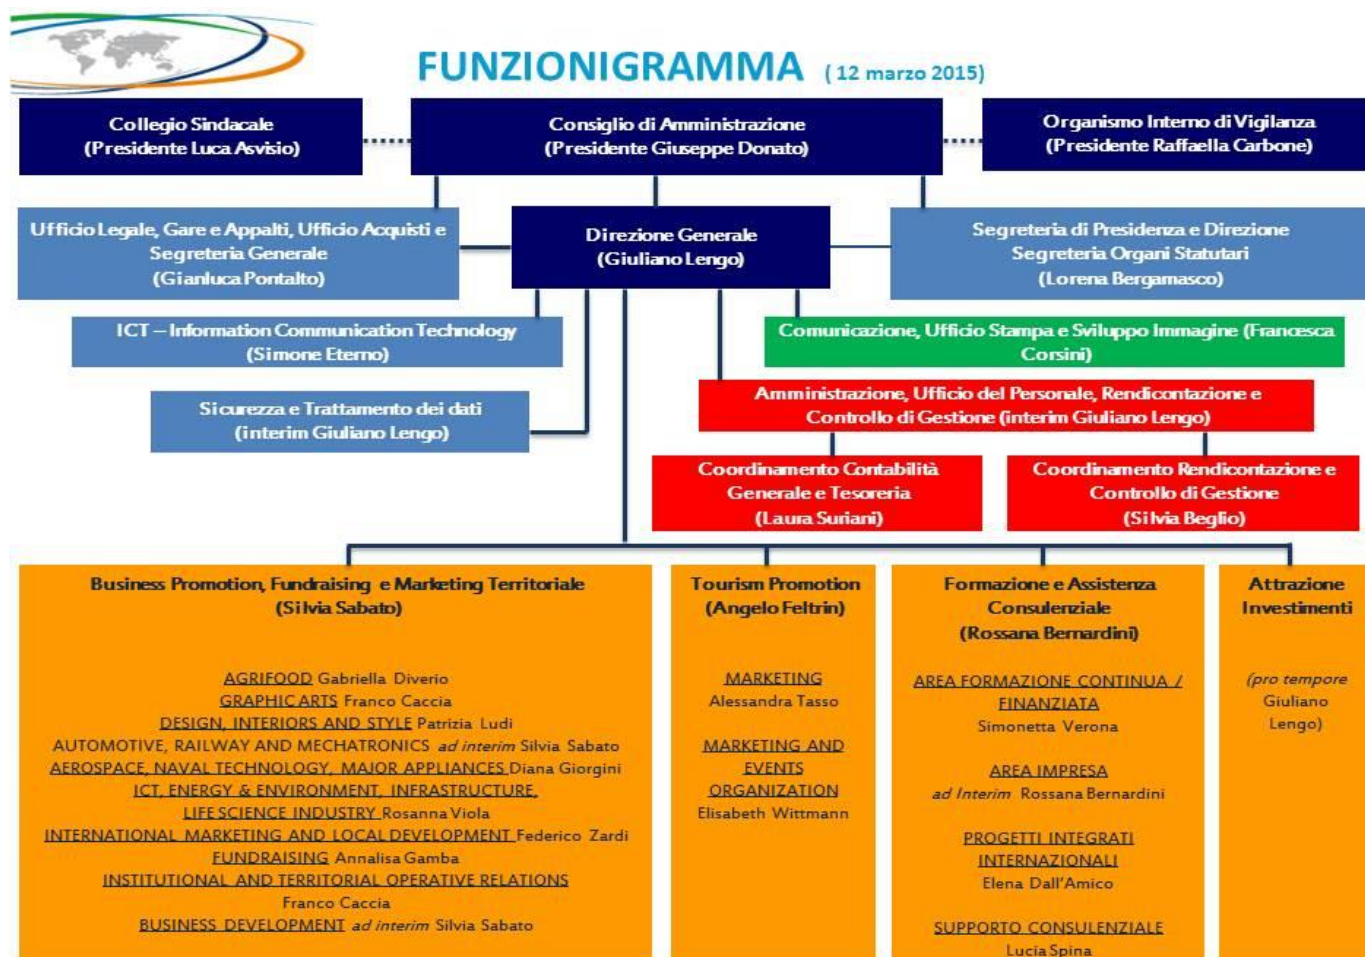 FUNZIONIGRAMMA ( 12 marzo 2015)
Collegio Sindacale
(Presidente Luca Asvisio)
Consiglio di Amministrazione
(Presidente Giuseppe Donato)
Organismo Interno di Vigilanza
(Presidente Raffaella Carbone)
Ufficio Legale, Gare e Appalti, Ufficio Acquisti e
Segreteria Generale
(Gianluca Pontalto)
Direzione Generale
(Giuliano Lengo)
Segreteria di Presidenza e Direzione
Segreteria Organi Statutari
(Lorena Bergamasco)
ICT – Information Communication Technology
(Simone Eterno)
Comunicazione, Ufficio Stampa e Sviluppo Immagine (Francesca
Corsini)
Sicurezza e Trattamento dei dati
(interim Giuliano Lengo)
Amministrazione, Ufficio del Personale, Rendicontazione e
Controllo di Gestione (interim Giuliano Lengo)
Coordinamento Contabilità
Generale e Tesoreria
(Laura Suriani)
Coordinamento Rendicontazione e
Controllo di Gestione
(Silvia Beglio)
Business Promotion, Fundraising e Marketing Territoriale
(Silvia Sabato)
AGRIFOOD Gabriella Diverio
GRAPHIC ARTS Franco Caccia
DESIGN, INTERIORS AND STYLE Patrizia Ludi
AUTOMOTIVE, RAILWAY AND MECHATRONICS ad interim Silvia Sabato
AEROSPACE, NAVAL TECHNOLOGY, MAJOR APPLIANCES Diana Giorgini
ICT, ENERGY & ENVIRONMENT, INFRASTRUCTURE,
LIFE SCIENCE INDUSTRY Rosanna Viola
INTERNATIONAL MARKETING AND LOCAL DEVELOPMENT Federico Zardi
FUNDRAISING Annalisa Gamba
INSTITUTIONAL AND TERRITORIAL OPERATIVE RELATIONS
Franco Caccia
BUSINESS DEVELOPMENT ad interim Silvia Sabato
Tourism Promotion
(Angelo Feltrin)
MARKETING
Alessandra Tasso
MARKETING AND
EVENTS
ORGANIZATION
Elisabeth Wittmann
Formazione e Assistenza
Consulenziale
(Rossana Bernardini)
AREA FORMAZIONE CONTINUA /
FINANZIATA
Simonetta Verona
AREA IMPRESA
ad Interim Rossana Bernardini
PROGETTI INTEGRATI
INTERNAZIONALI
Elena Dall'Amico
SUPPORTO CONSULENZIALE
Lucia Spina
Attrazione
Investimenti
(pro tempore
Giuliano
Lengo)